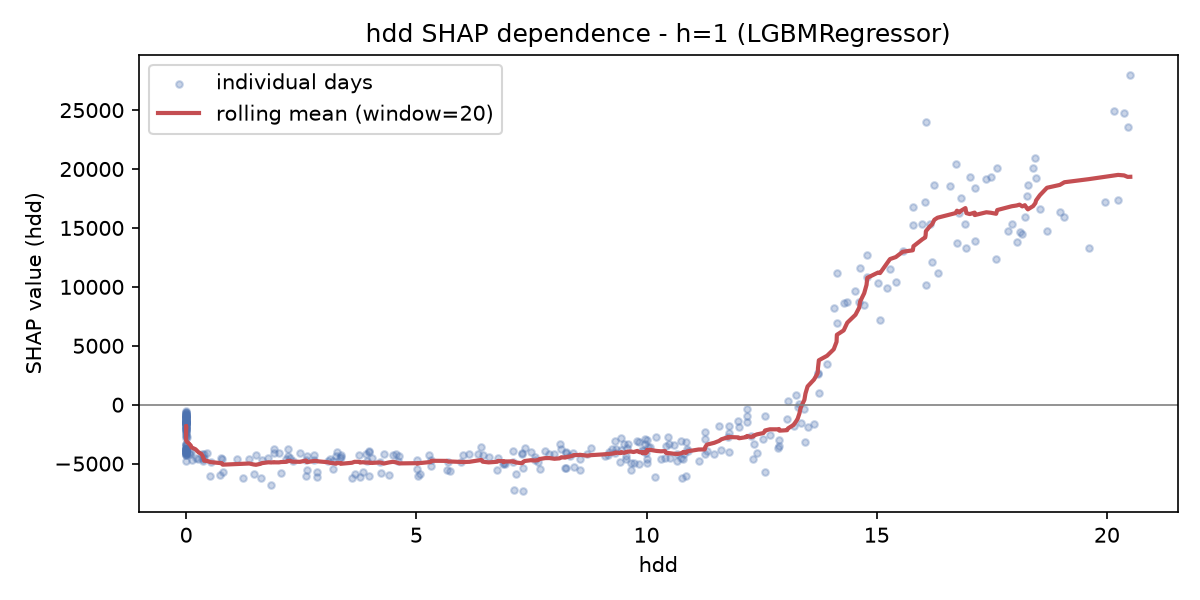 hdd SHAP dependence - h=1 (LGBMRegressor)
individual days
rolling mean (window=20)
SHAP value (hdd)
25000
20000
15000
10000
5000
0
−5000
0 5 10 15 20
hdd